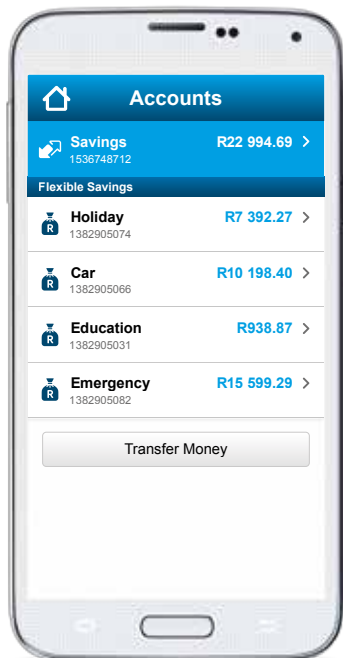 Accounts
Savings R22 994.69
1536748712
Flexible Savings
Holiday R7 392.27
R
1382905074
Car R10 198.40
R
1382905066
Education R938.87
R
1382905031
Emergency R15 599.29
R
1382905082
Transfer Money